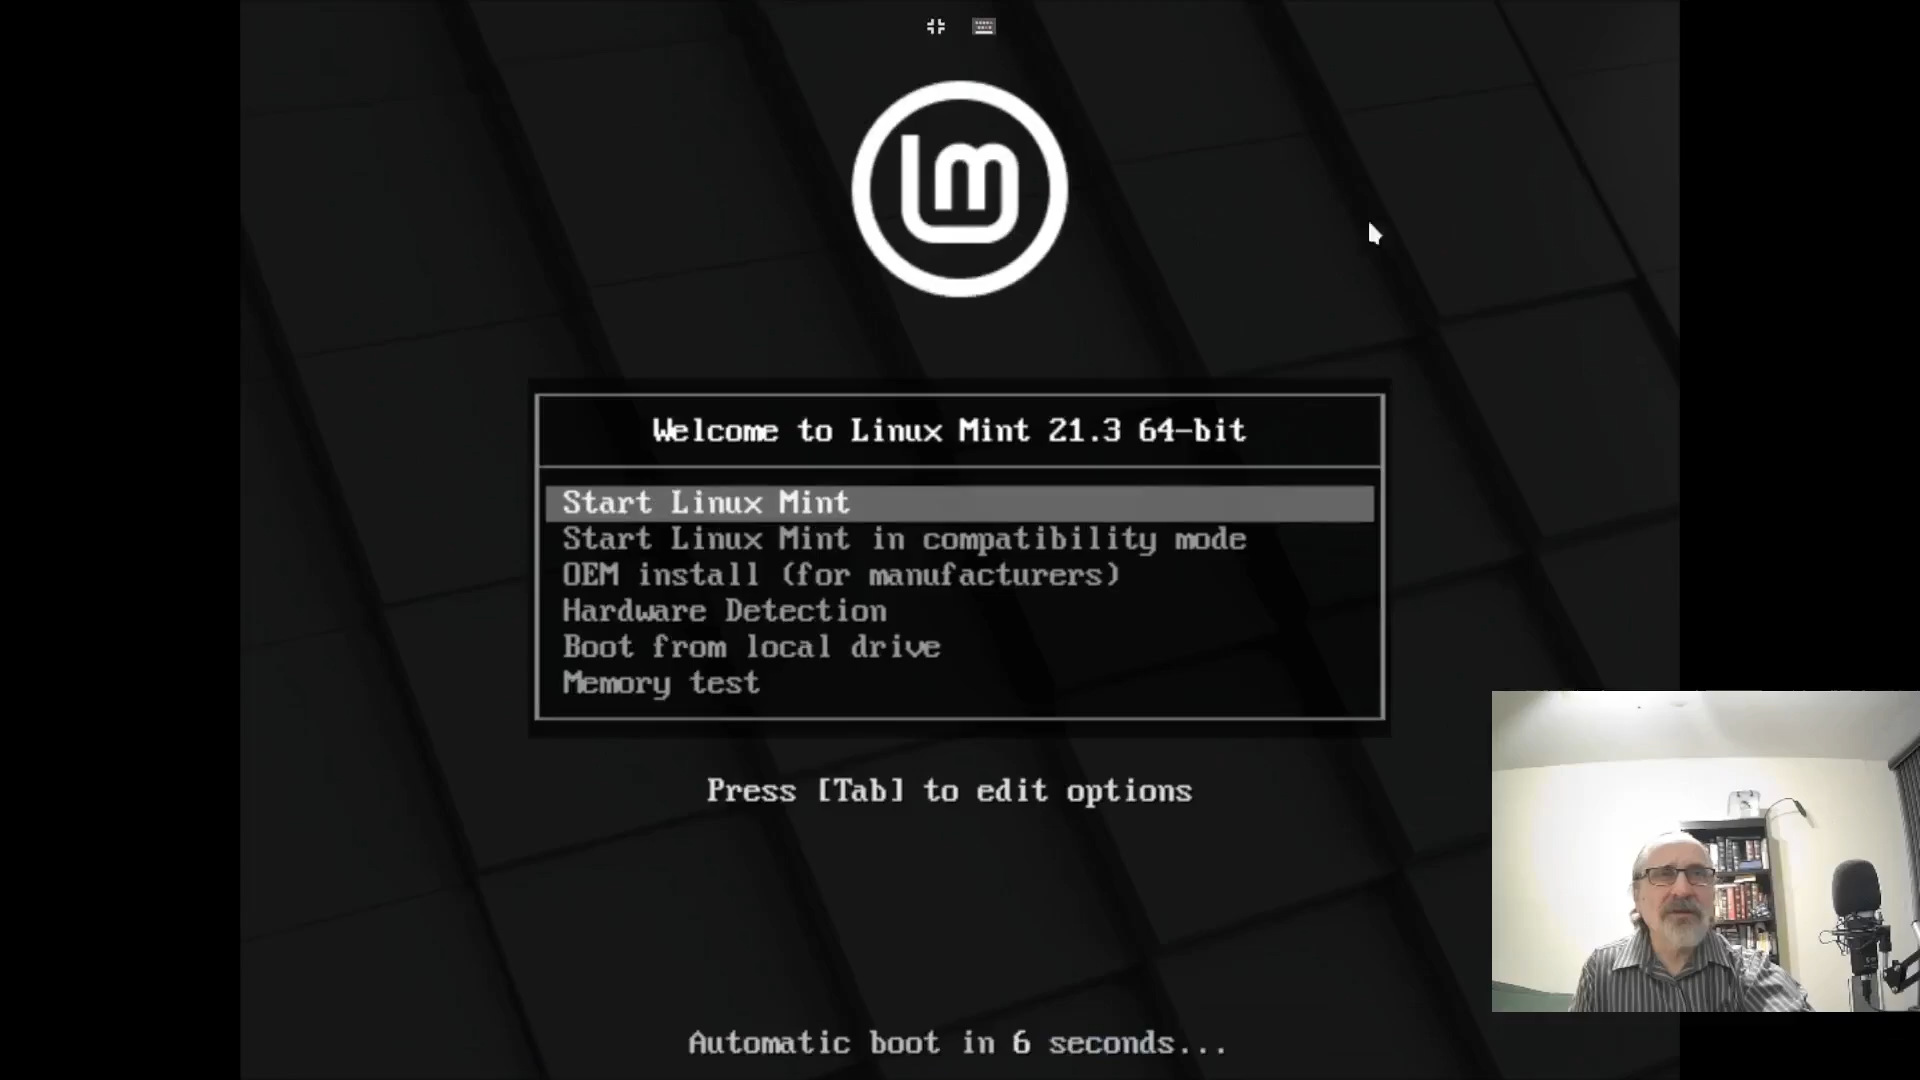 lm
Welcome to Linux Mint 21.3 64-bit
Start Linux Mint
Start Linux Mint in compatibility mode
OEM install (for manufacturers)
Hardware Detection
Boot from local drive
Memory test
Press [Tab] to edit options
Automatic boot in 6 seconds...